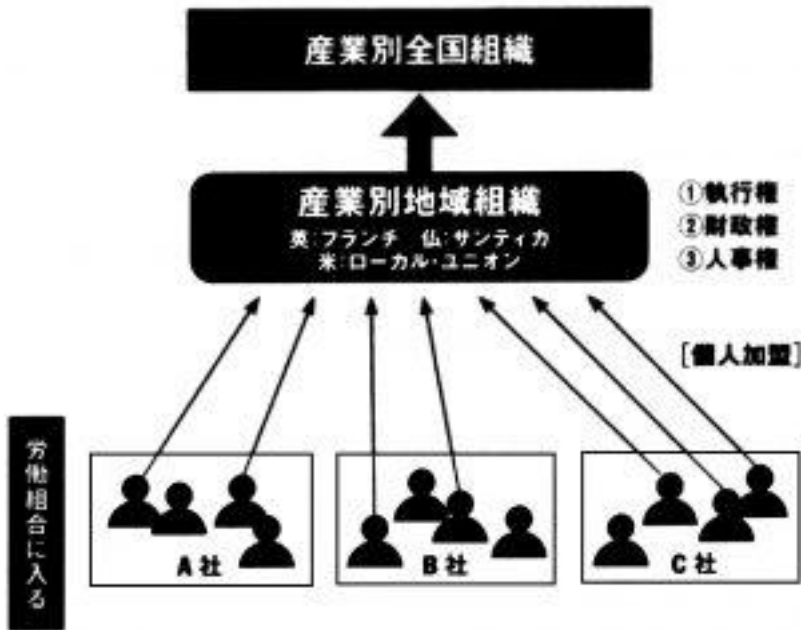 産業別全国組織
産業別地域組織
英:ブランチ 仏:サンディカ
米:ローカル・ユニオン
①執行権
②財政権
③人事権
[個人加盟]
労働組合に入る
A社
B社
C社